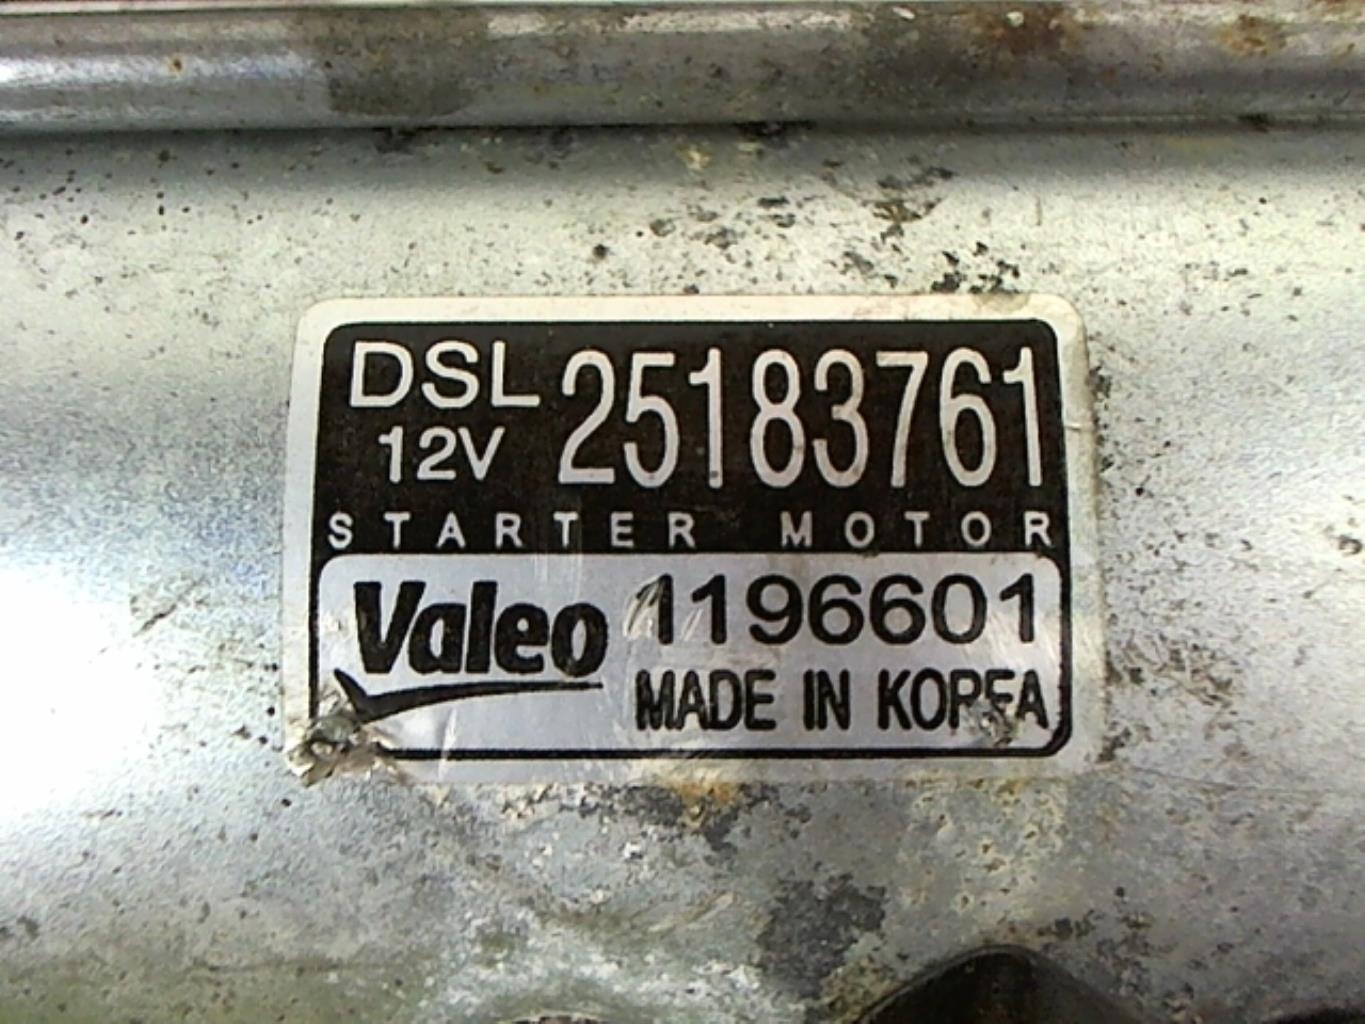 DSL 25183761
12V
STARTER MOTOR
Valeo 1196601
MADE IN KOREA